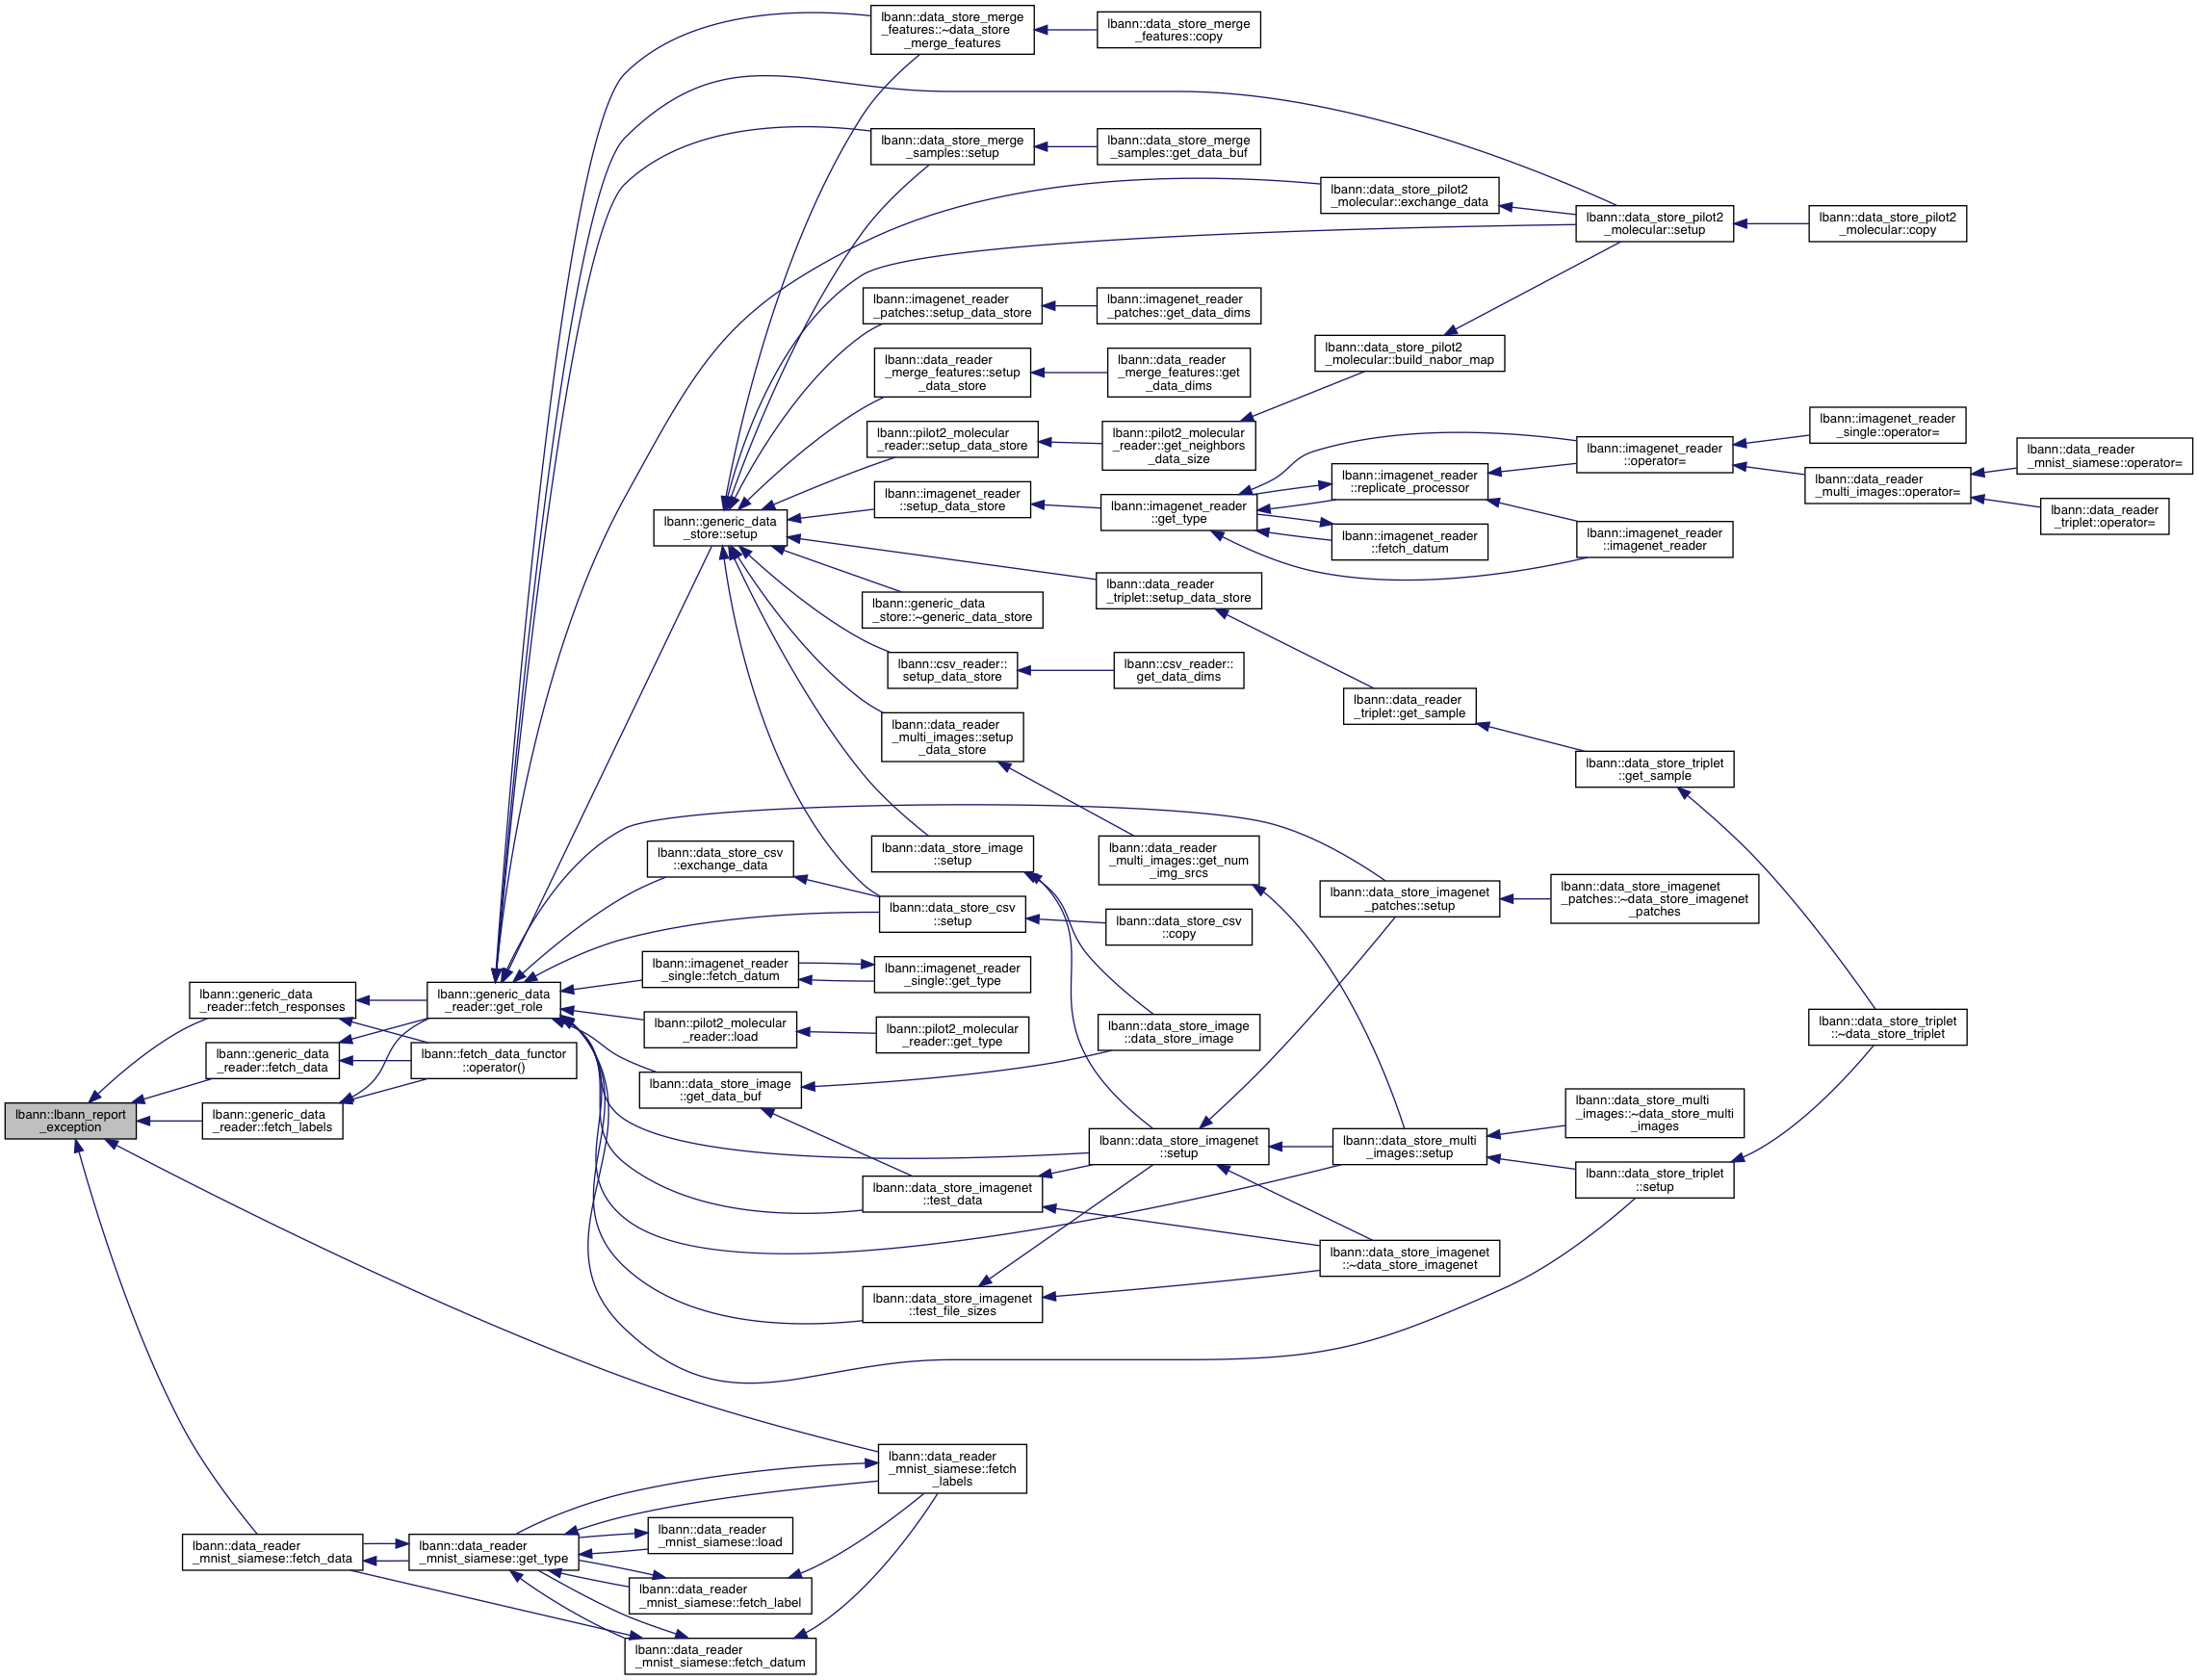 lbann::data_store_merge
_features::~data_store
_merge_features
lbann::data_store_merge
_features::copy
lbann::data_store_merge
_samples::setup
lbann::data_store_merge
_samples::get_data_buf
lbann::data_store_pilot2
_molecular::exchange_data
lbann::data_store_pilot2
_molecular::setup
lbann::data_store_pilot2
_molecular::copy
lbann::imagenet_reader
_patches::setup_data_store
lbann::imagenet_reader
_patches::get_data_dims
lbann::data_store_pilot2
_molecular::build_nabor_map
lbann::data_reader
_merge_features::setup
_data_store
lbann::data_reader
_merge_features::get
_data_dims
lbann::pilot2_molecular
_reader::setup_data_store
lbann::pilot2_molecular
_reader::get_neighbors
_data_size
lbann::imagenet_reader
::operator=
lbann::imagenet_reader
_single::operator=
lbann::data_reader
_mnist_siamese::operator=
lbann::imagenet_reader
::replicate_processor
lbann::data_reader
_multi_images::operator=
lbann::imagenet_reader
::setup_data_store
lbann::imagenet_reader
::get_type
lbann::data_reader
_triplet::operator=
lbann::generic_data
_store::setup
lbann::imagenet_reader
::fetch_datum
lbann::imagenet_reader
::imagenet_reader
lbann::data_reader
_triplet::setup_data_store
lbann::generic_data
_store::~generic_data_store
lbann::csv_reader::
setup_data_store
lbann::csv_reader::
get_data_dims
lbann::data_reader
_triplet::get_sample
lbann::data_reader
_multi_images::setup
_data_store
lbann::data_store_triplet
::get_sample
lbann::data_store_image
::setup
lbann::data_reader
_multi_images::get_num
_img_srcs
lbann::data_store_csv
::exchange_data
lbann::data_store_imagenet
_patches::setup
lbann::data_store_imagenet
_patches::~data_store_imagenet
_patches
lbann::data_store_csv
::setup
lbann::data_store_csv
::copy
lbann::imagenet_reader
_single::fetch_datum
lbann::imagenet_reader
_single::get_type
lbann::generic_data
_reader::fetch_responses
lbann::generic_data
_reader::get_role
lbann::pilot2_molecular
_reader::load
lbann::pilot2_molecular
_reader::get_type
lbann::data_store_image
::data_store_image
lbann::data_store_triplet
::~data_store_triplet
lbann::generic_data
_reader::fetch_data
lbann::fetch_data_functor
::operator()
lbann::data_store_image
::get_data_buf
lbann::lbann_report
_exception
lbann::generic_data
_reader::fetch_labels
lbann::data_store_multi
_images::~data_store_multi
_images
lbann::data_store_imagenet
::setup
lbann::data_store_multi
_images::setup
lbann::data_store_imagenet
::test_data
lbann::data_store_triplet
::setup
lbann::data_store_imagenet
::~data_store_imagenet
lbann::data_store_imagenet
::test_file_sizes
lbann::data_reader
_mnist_siamese::fetch
_labels
lbann::data_reader
_mnist_siamese::load
lbann::data_reader
_mnist_siamese::fetch_data
lbann::data_reader
_mnist_siamese::get_type
lbann::data_reader
_mnist_siamese::fetch_label
lbann::data_reader
_mnist_siamese::fetch_datum